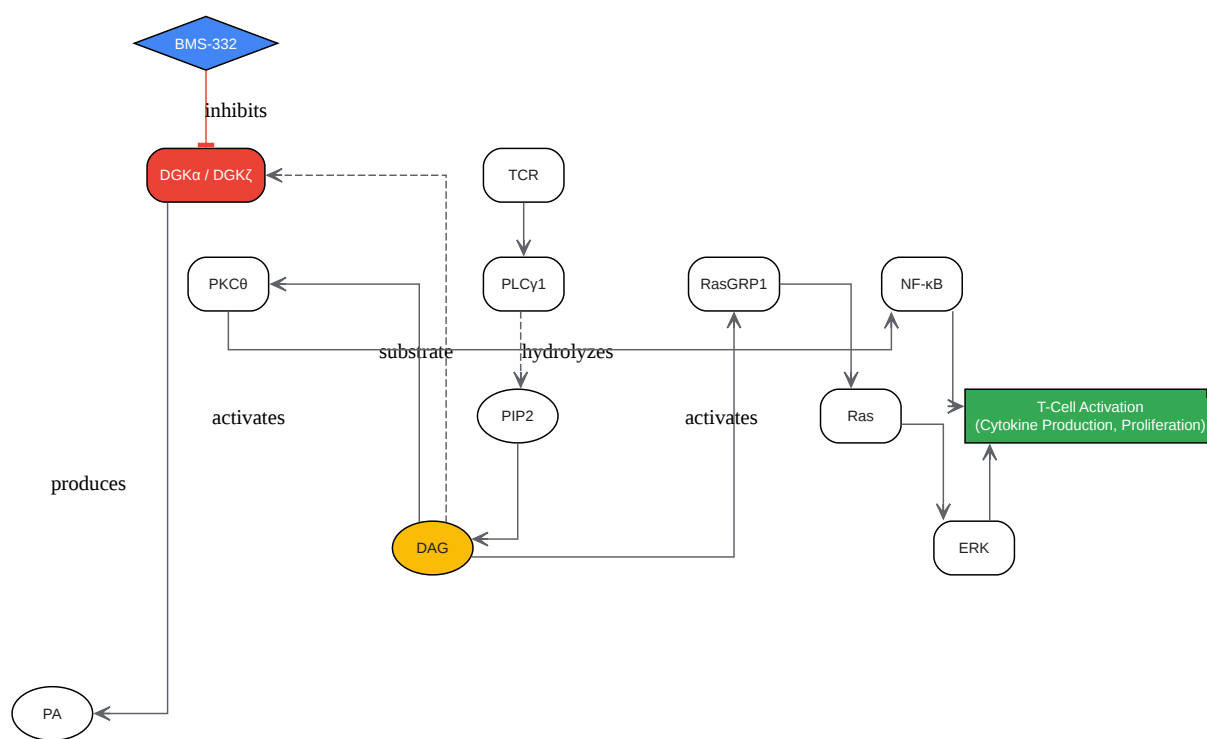 BMS-332
inhibits
DGKα / DGKζ
TCR
PKCθ
PLCγ1
RasGRP1
NF-κB
substrate
hydrolyzes
activates
PIP2
activates
Ras
T-Cell Activation
(Cytokine Production, Proliferation)
produces
DAG
ERK
PA